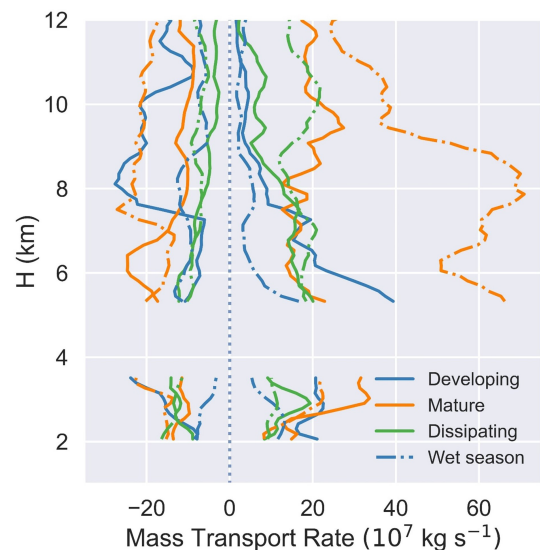 12
10
8
6
4
2
H (km)
Developing
Mature
Dissipating
Wet season
−20 0 20 40 60
Mass Transport Rate (10⁷ kg s⁻¹)